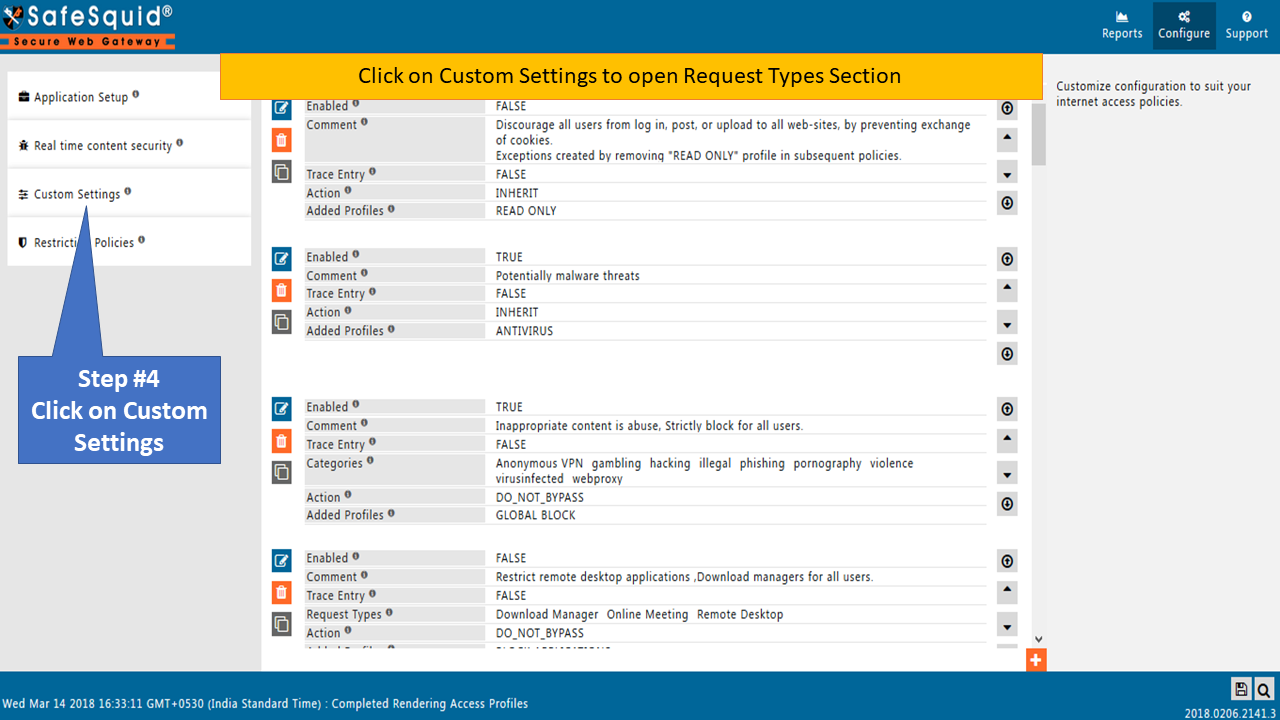 SafeSquid®
Secure Web Gateway
Reports
Configure
Support
Click on Custom Settings to open Request Types Section
Application Setup
Real time content security
Custom Settings
Restricti Policies
Step #4
Click on Custom
Settings
Enabled FALSE
Comment Discourage all users from log in, post, or upload to all web-sites, by preventing exchange
of cookies.
Exceptions created by removing "READ ONLY" profile in subsequent policies.
Trace Entry FALSE
Action INHERIT
Added Profiles READ ONLY
Enabled TRUE
Comment Potentially malware threats
Trace Entry FALSE
Action INHERIT
Added Profiles ANTIVIRUS
Enabled TRUE
Comment Inappropriate content is abuse, Strictly block for all users.
Trace Entry FALSE
Categories Anonymous VPN gambling hacking illegal phishing pornography violence
virusinfected webproxy
Action DO_NOT_BYPASS
Added Profiles GLOBAL BLOCK
Enabled FALSE
Comment Restrict remote desktop applications ,Download managers for all users.
Trace Entry FALSE
Request Types Download Manager Online Meeting Remote Desktop
Action DO_NOT_BYPASS
Customize configuration to suit your
internet access policies.
Wed Mar 14 2018 16:33:11 GMT+0530 (India Standard Time) : Completed Rendering Access Profiles
2018.0206.2141.3